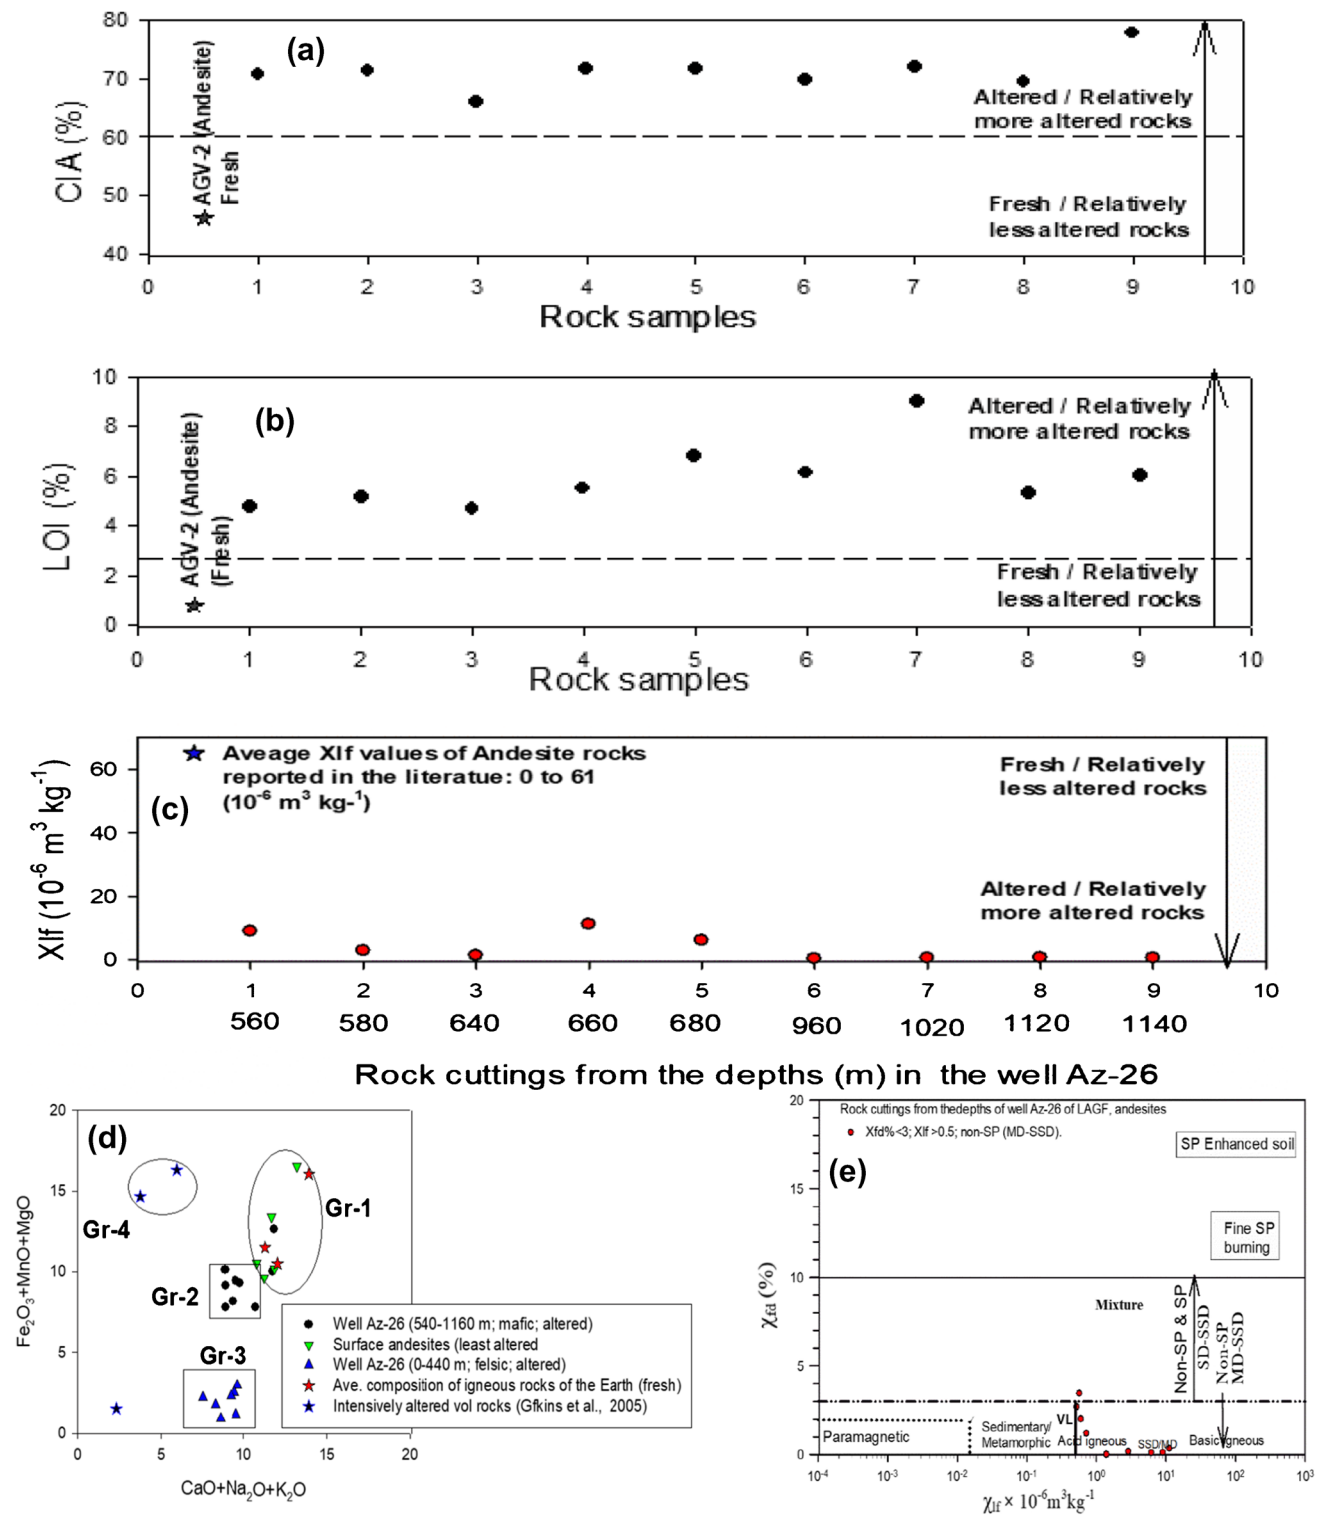 80
(a)
70
60
50
40
CIA (%)
AGV-2 (Andesite)
Fresh
Altered / Relatively
more altered rocks
Fresh / Relatively
less altered rocks
0 1 2 3 4 5 6 7 8 9 10
Rock samples
10
(b)
8
6
4
2
0
LOI (%)
AGV-2 (Andesite)
(Fresh)
Altered / Relatively
more altered rocks
Fresh / Relatively
less altered rocks
0 1 2 3 4 5 6 7 8 9 10
Rock samples
Aveage Xlf values of Andesite rocks
reported in the literatue: 0 to 61
(10-6 m3 kg-1)
(c)
60
40
20
0
Xlf (10-6 m3 kg-1)
Fresh / Relatively
less altered rocks
Altered / Relatively
more altered rocks
0 1 2 3 4 5 6 7 8 9 10
560 580 640 660 680 960 1020 1120 1140
Rock cuttings from the depths (m) in the well Az-26
20
(d)
15
10
5
0
Fe2O3+MnO+MgO
Gr-1
Gr-4
Gr-2
Gr-3
Well Az-26 (540-1160 m; mafic; altered)
Surface andesites (least altered
Well Az-26 (0-440 m; felsic; altered)
Ave. composition of igneous rocks of the Earth (fresh)
Intensively altered vol rocks (Gfkins et al., 2005)
0 5 10 15 20
CaO+Na2O+K2O
20
15
10
5
0
χfd (%)
Rock cuttings from thedepths of well Az-26 of LAGF, andesites
Xfd%<3; Xlf >0.5; non-SP (MD-SSD).
(e)
SP Enhanced soil
Fine SP
burning
Mixture
Non-SP & SP
SD-SSD
Non-SP
MD-SSD
Paramagnetic
Sedimentary/
Metamorphic
VL
Acid igneous
SSD/MD
Basic igneous
10-4 10-3 10-2 10-1 100 101 102 103
χlf × 10-6m3kg-1